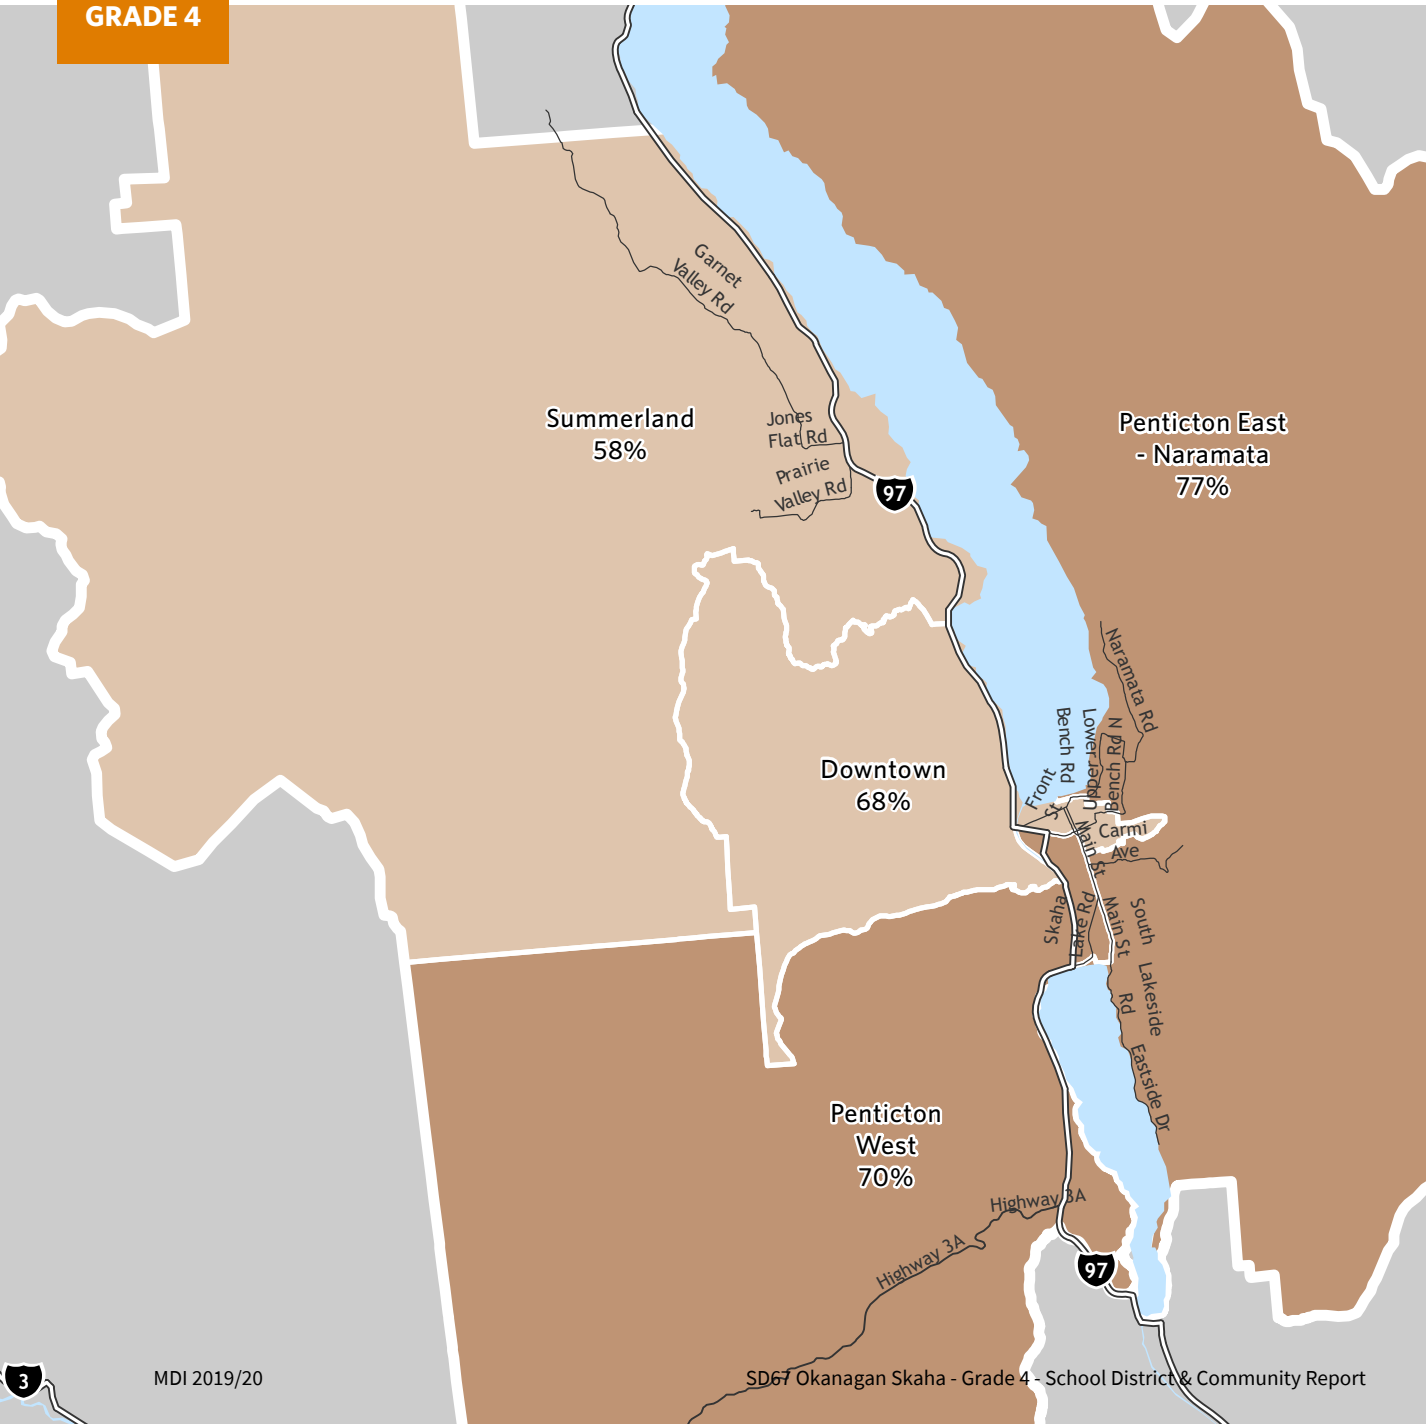 GRADE 4
Garnet
Valley Rd
Summerland
58%
Jones
Flat Rd
Prairie
Valley Rd
97
Penticton East
- Naramata
77%
Naramata Rd
Lower
Bench Rd
Upper
Bench Rd N
Front
St
Downtown
68%
Main St
Carmi
Ave
Skaha
Lake Rd
South
Main St
Lakeside
Rd
Eastside Dr
Penticton
West
70%
Highway 3A
Highway 3A
97
3
MDI 2019/20
SD67 Okanagan Skaha - Grade 4 - School District & Community Report